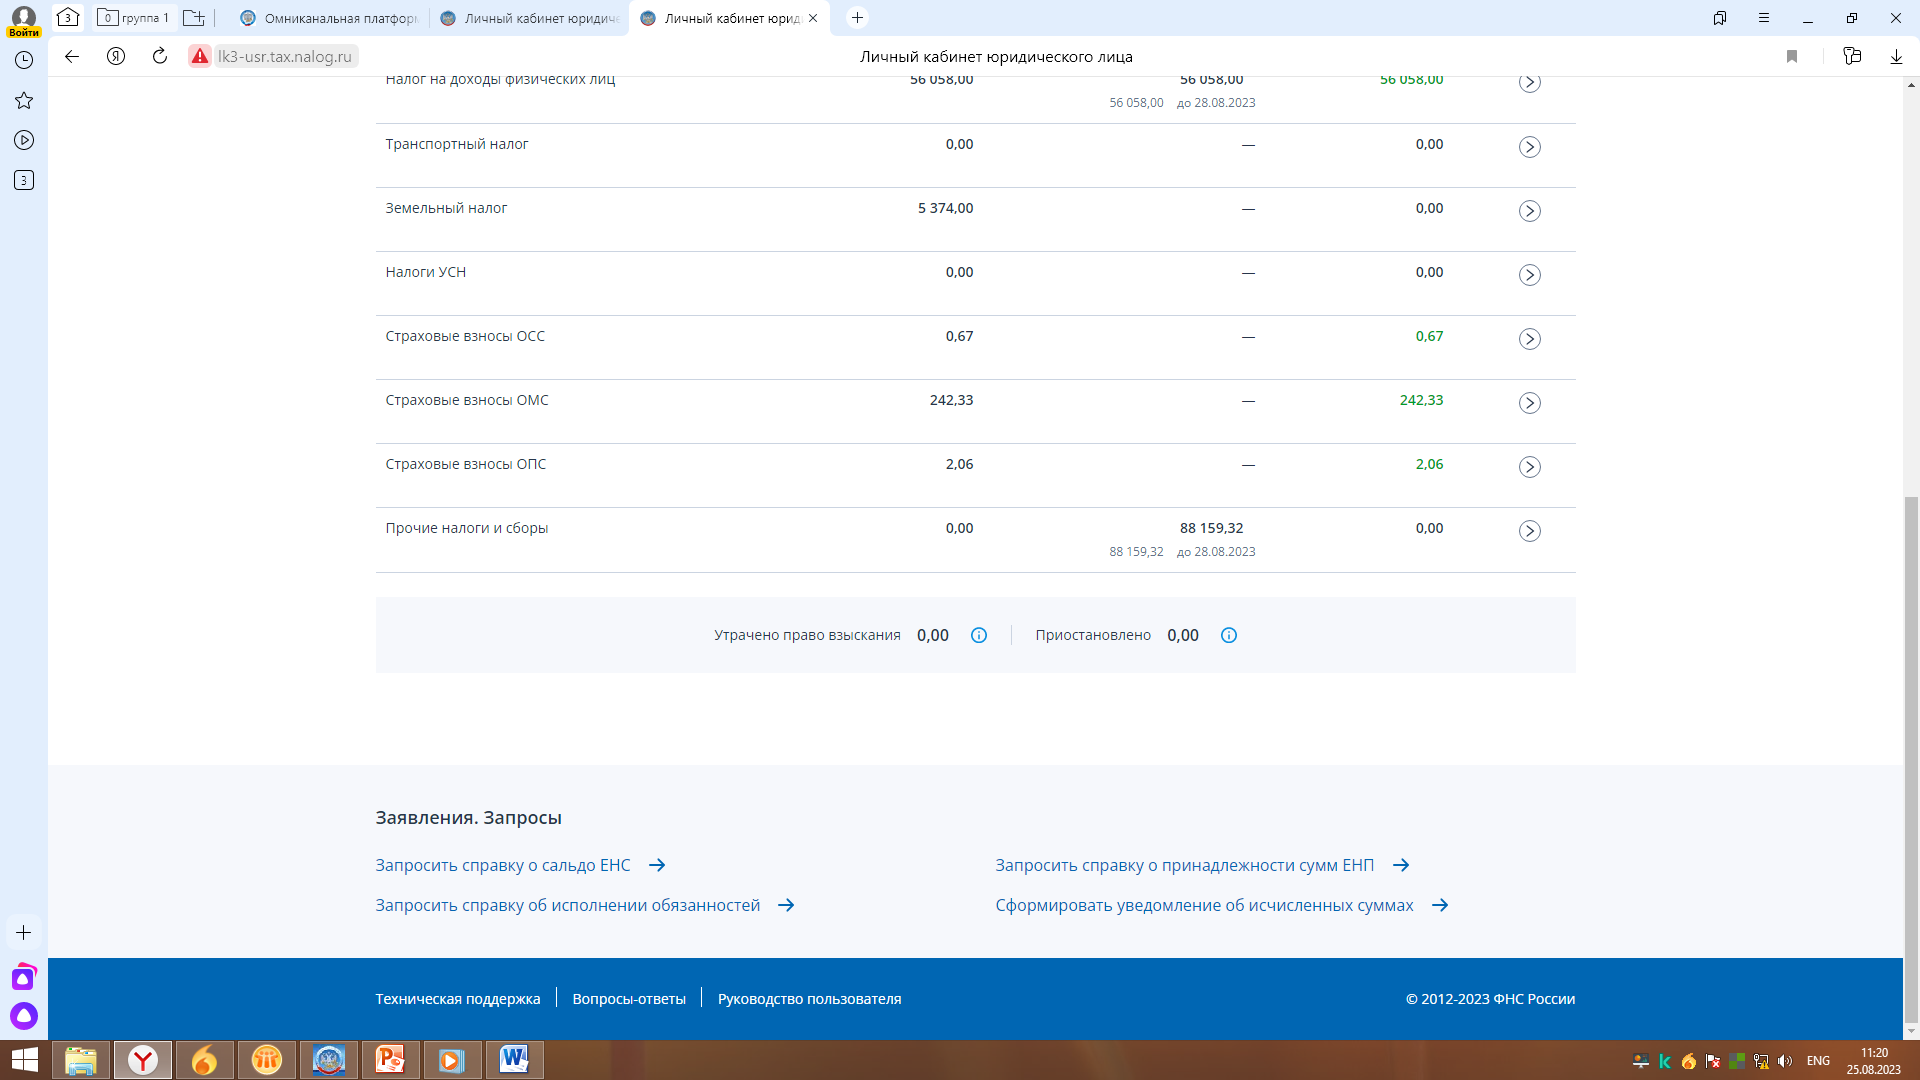 Войти
3
0 группа 1
Омниканальная платфор
Личный кабинет юридиче
Личный кабинет юрид
lk3-usr.tax.nalog.ru
Личный кабинет юридического лица
3
Налог на доходы физических лиц 56 058,00 56 058,00 56 058,00
56 058,00 до 28.08.2023
Транспортный налог 0,00 — 0,00
Земельный налог 5 374,00 — 0,00
Налоги УСН 0,00 — 0,00
Страховые взносы ОСС 0,67 — 0,67
Страховые взносы ОМС 242,33 — 242,33
Страховые взносы ОПС 2,06 — 2,06
Прочие налоги и сборы 0,00 88 159,32 0,00
88 159,32 до 28.08.2023
Утрачено право взыскания 0,00 Приостановлено 0,00
Заявления. Запросы
Запросить справку о сальдо ЕНС
Запросить справку о принадлежности сумм ЕНП
Запросить справку об исполнении обязанностей
Сформировать уведомление об исчисленных суммах
Техническая поддержка Вопросы-ответы Руководство пользователя © 2012-2023 ФНС России
ENG
11:20
25.08.2023